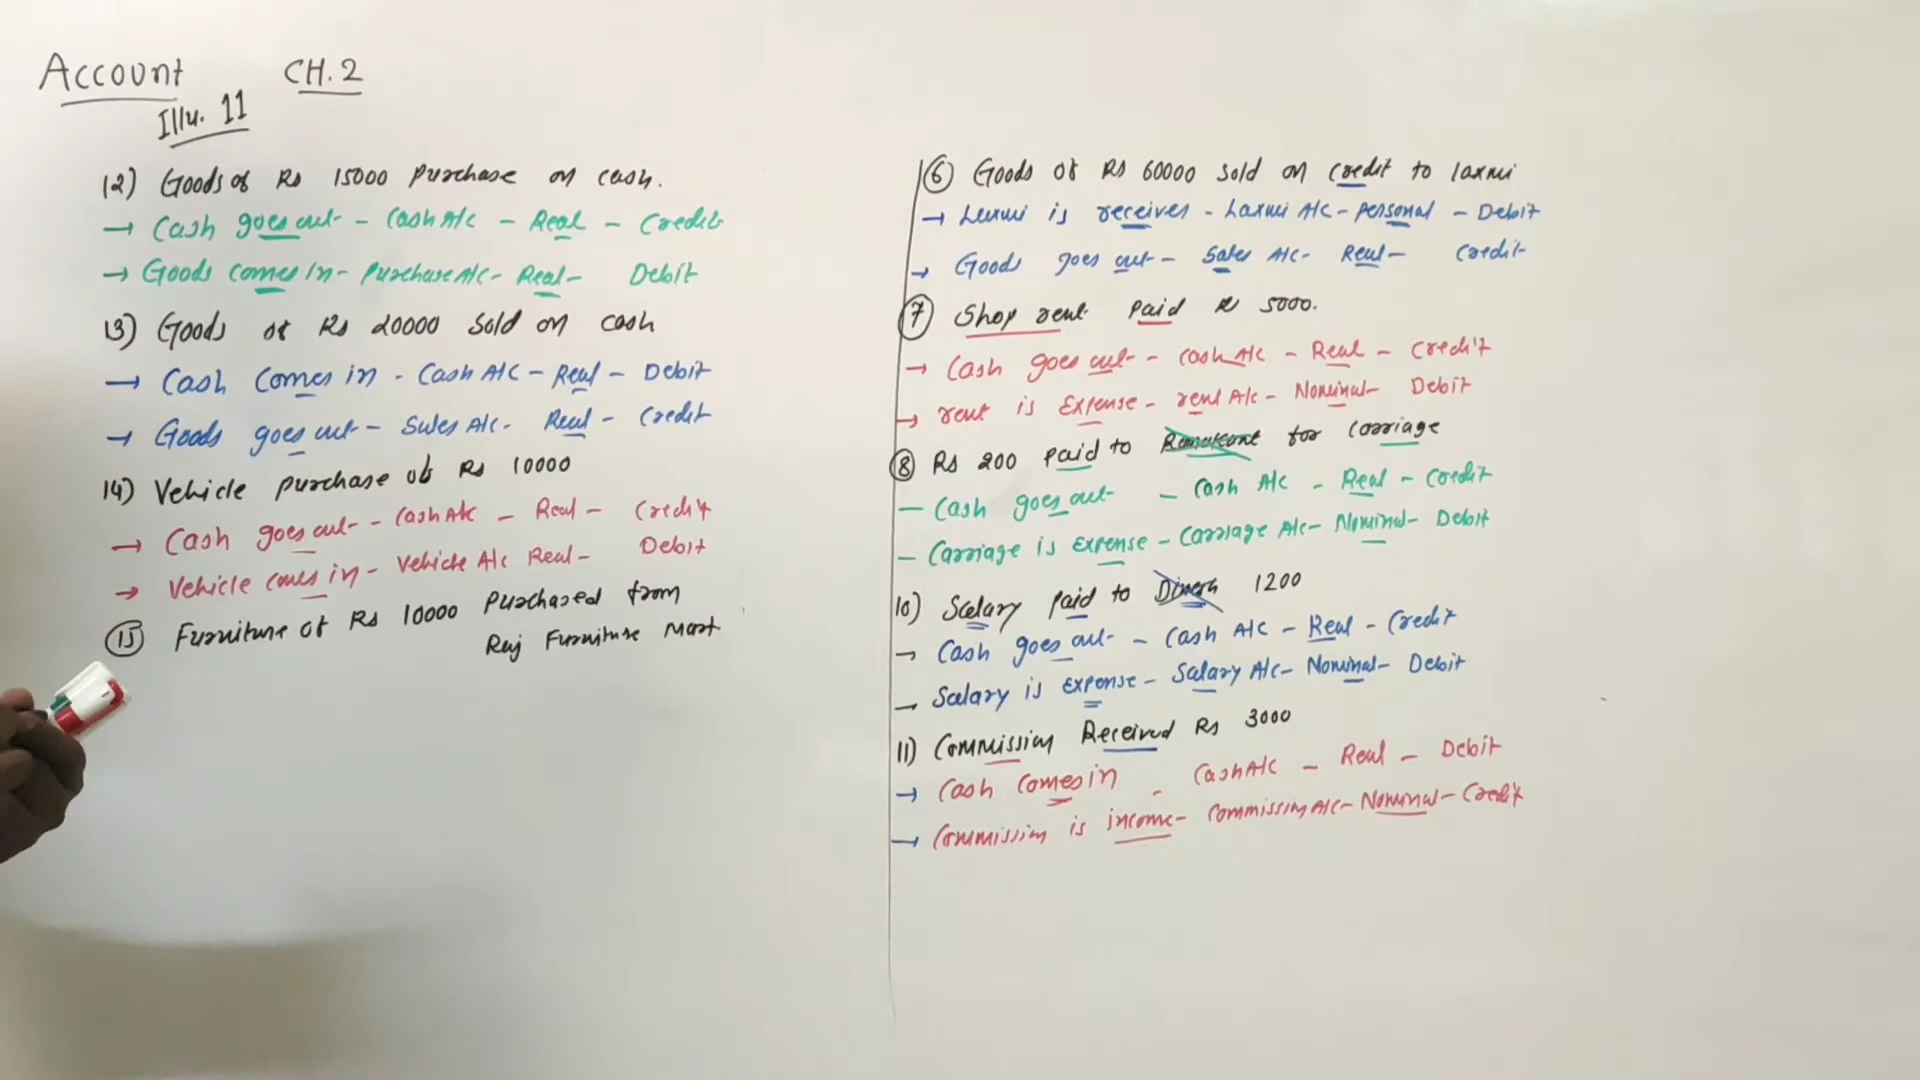 Account CH.2
Illu. 11
12) Goods of Rs 15000 purchase on cash.
→ Cash goes out - Cash A/c - Real - Credit
→ Goods comes in - Purchase A/c - Real - Debit
13) Goods of Rs 20000 Sold on cash
→ Cash Comes in - Cash A/c - Real - Debit
→ Goods goes out - Sales A/c - Real - Credit
14) Vehicle purchase of Rs 10000
→ Cash goes out - Cash A/c - Real - Credit
→ Vehicle comes in - Vehicle A/c Real - Debit
15 Furniture of Rs 10000 Purchased from
Raj Furniture Mart
6 Goods of Rs 60000 sold on credit to laxmi
→ Laxmi is receiver - Laxmi A/c - Personal - Debit
→ Goods goes out - Sales A/c - Real - Credit
7 Shop rent Paid Rs 5000.
→ Cash goes out - Cash A/c - Real - Credit
→ rent is Expense - rent A/c - Nominal - Debit
8 Rs 200 paid to for Carriage
- Cash goes out - Cash A/c - Real - Credit
- Carriage is Expense - Carriage A/c - Nominal - Debit
10) Salary Paid to Dinesh 1200
→ Cash goes out - Cash A/c - Real - Credit
→ Salary is Expense - Salary A/c - Nominal - Debit
11) Commission Received Rs 3000
→ Cash Comes in - Cash A/c - Real - Debit
→ Commission is income - Commission A/c - Nominal - Credit